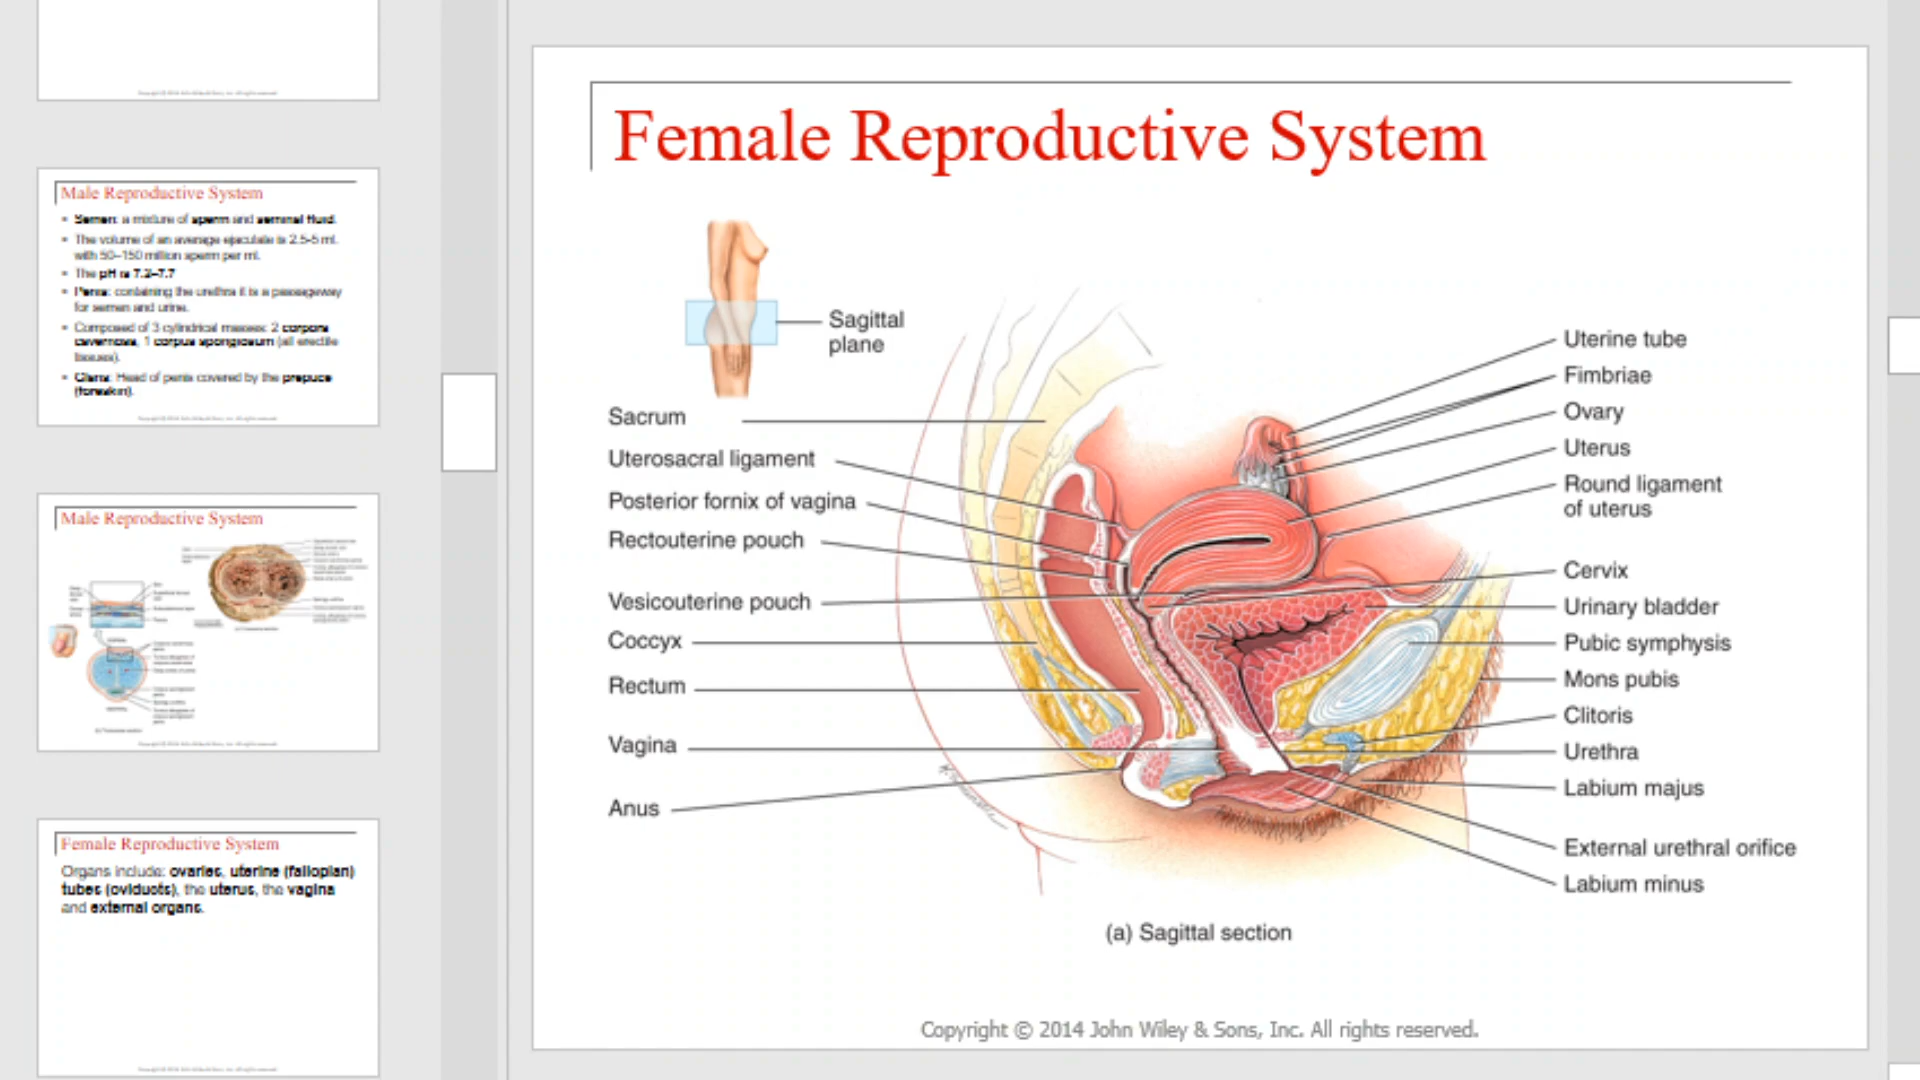 Male Reproductive System
Semen: a mixture of sperm and seminal fluid.
The volume of an average ejaculate is 2.5-5 ml,
with 50–150 million sperm per ml.
The pH is 7.2–7.7
Penis: containing the urethra it is a passageway
for semen and urine.
Composed of 3 cylindrical masses: 2 corpora
cavernosa, 1 corpus spongiosum (all erectile
tissues).
Glans: Head of penis covered by the prepuce
(foreskin).
Male Reproductive System
Female Reproductive System
Organs include: ovaries, uterine (fallopian)
tubes (oviducts), the uterus, the vagina
and external organs.
Female Reproductive System
Sagittal
plane
Sacrum
Uterosacral ligament
Posterior fornix of vagina
Rectouterine pouch
Vesicouterine pouch
Coccyx
Rectum
Vagina
Anus
Uterine tube
Fimbriae
Ovary
Uterus
Round ligament
of uterus
Cervix
Urinary bladder
Pubic symphysis
Mons pubis
Clitoris
Urethra
Labium majus
External urethral orifice
Labium minus
(a) Sagittal section
Copyright © 2014 John Wiley & Sons, Inc. All rights reserved.